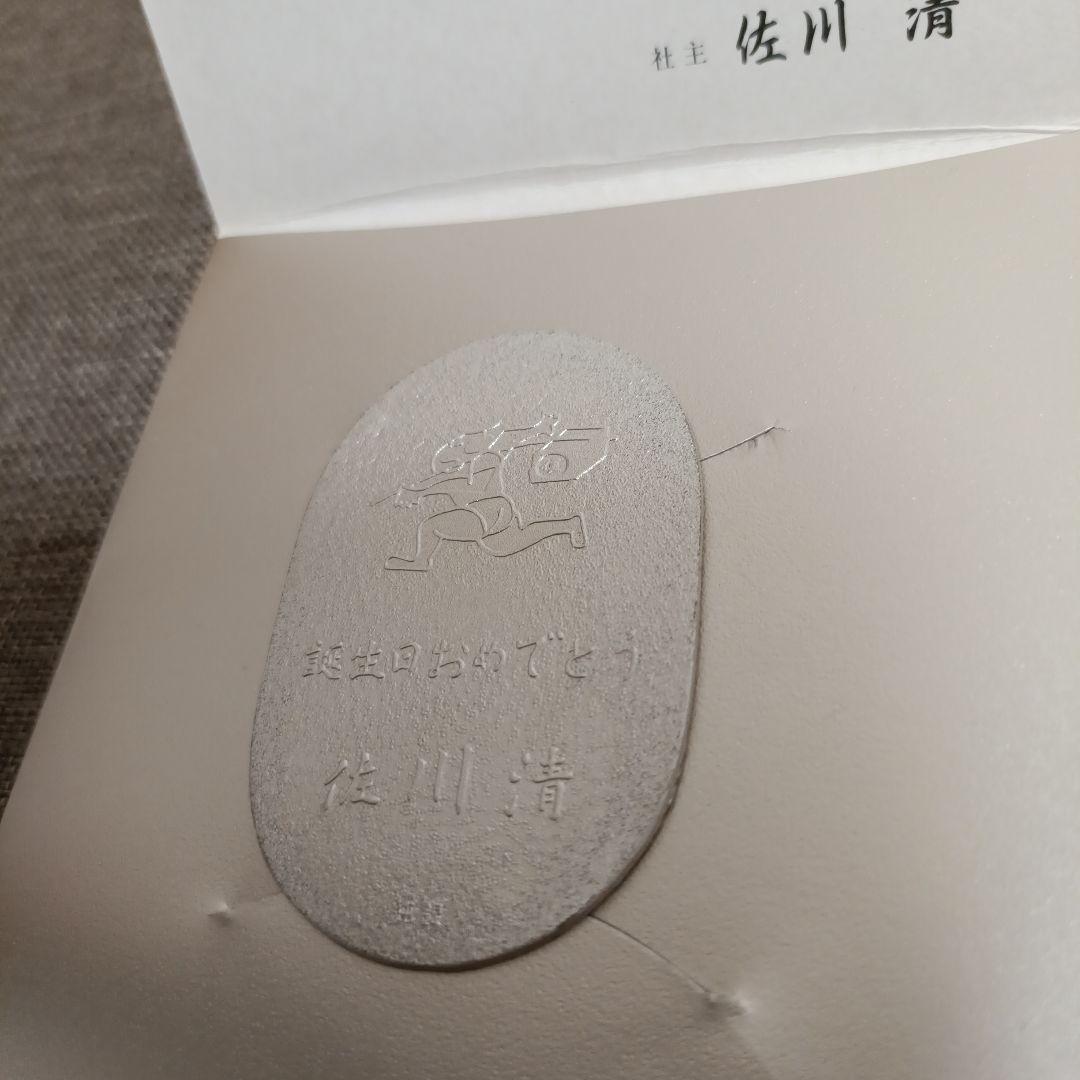 社主 佐川 清
誕生日おめでとう
佐川清